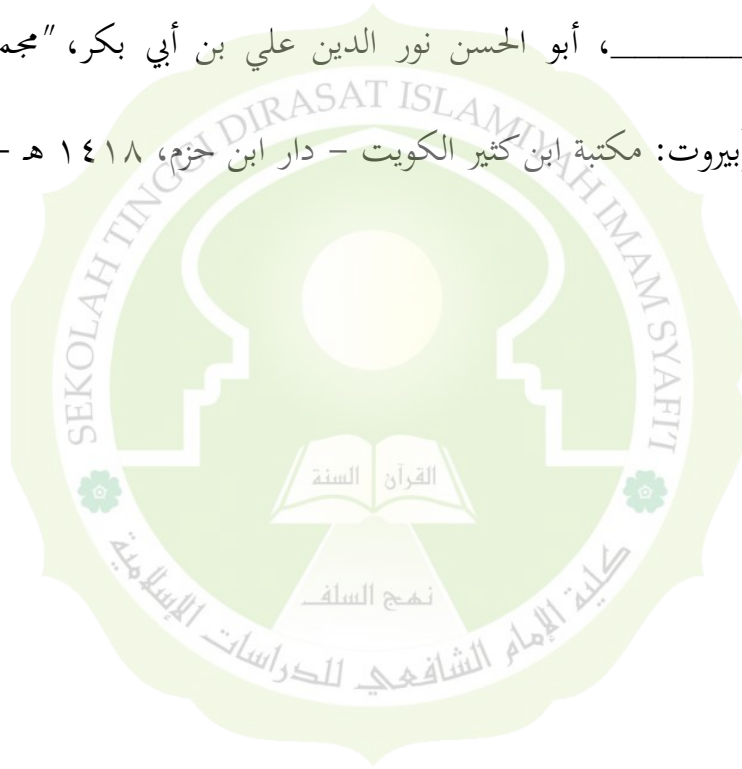 ــــــــــــ، أبو الحسن نور الدين علي بن أبي بكر، "مجم
بيروت: مكتبة ابن كثير الكويت – دار ابن حزم، ١٤١٨ هـ -
SEKOLAH TINGGI DIRASAT ISLAMIYAH IMAM SYAFI'I
القرآن السنة
نهج السلف
كلية الإمام الشافعي للدراسات الإسلامية